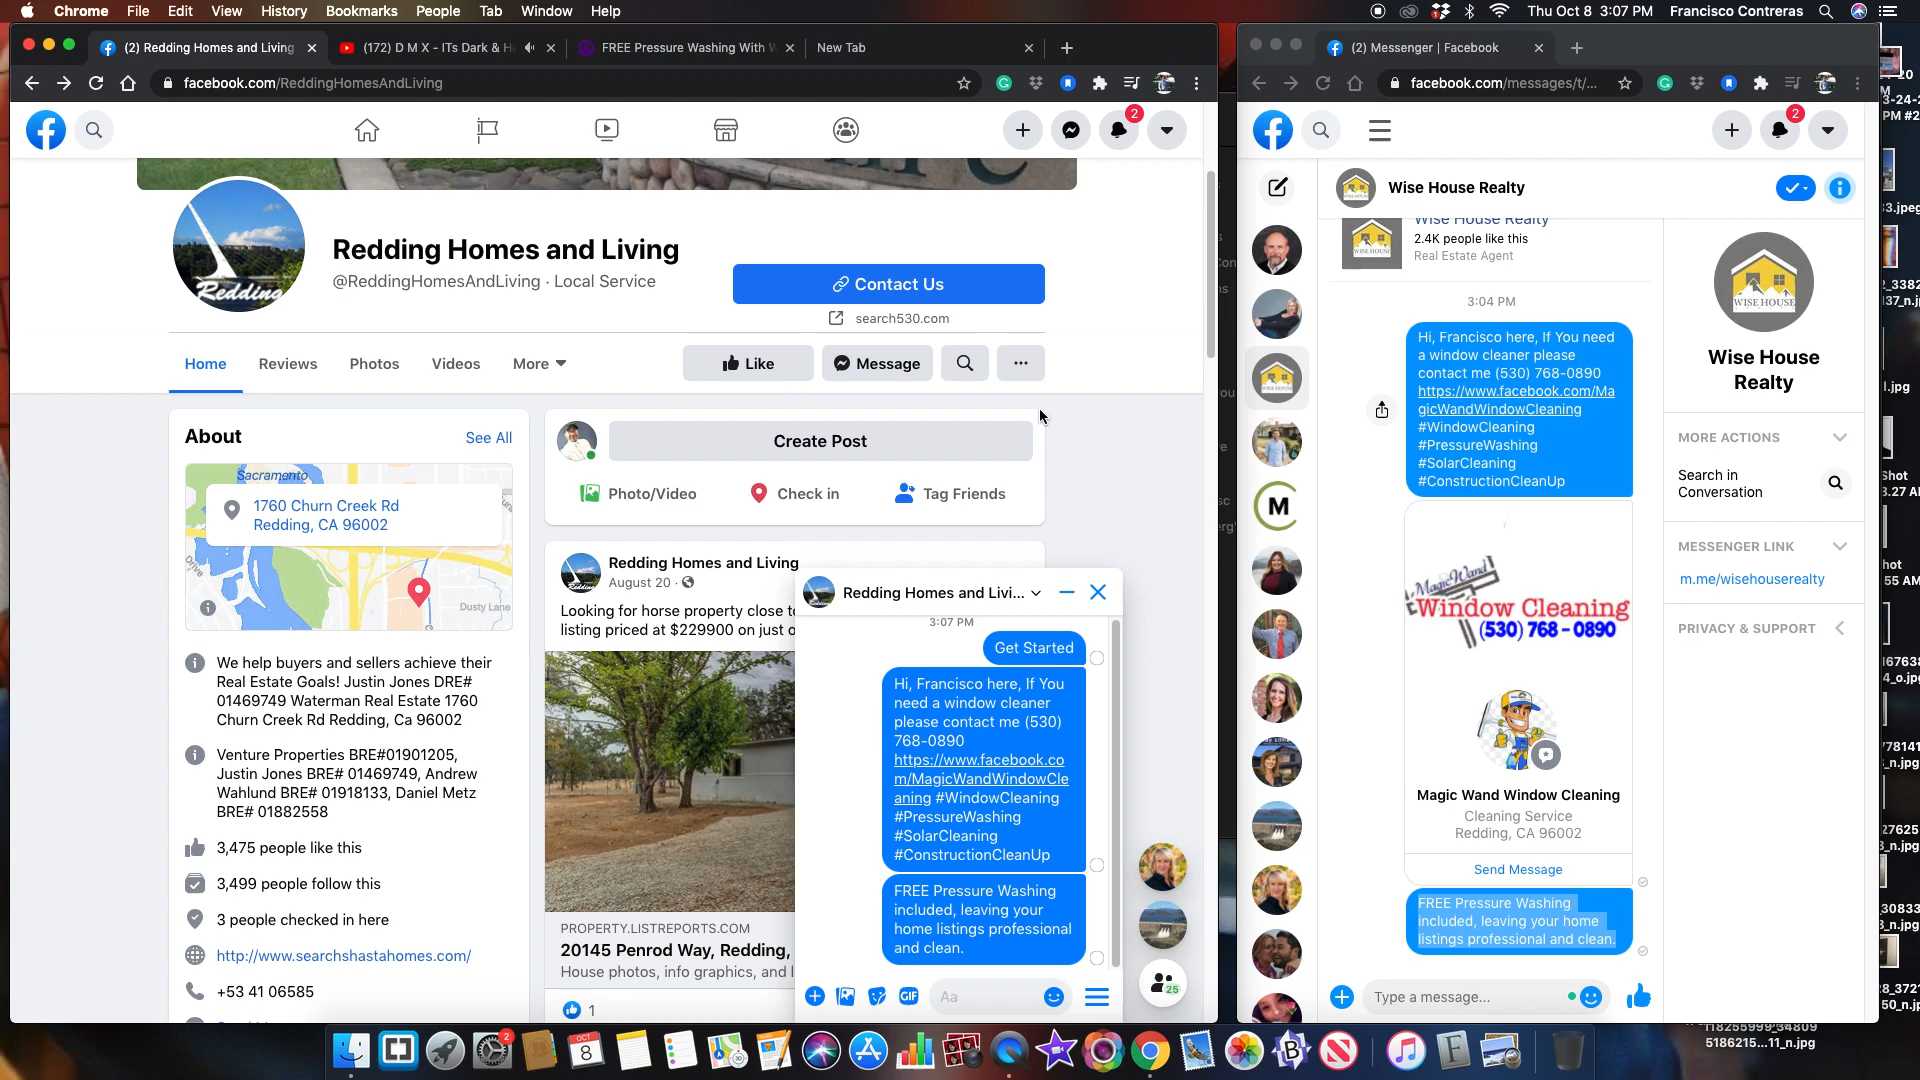 Chrome File Edit View History Bookmarks People Tab Window Help
Thu Oct 8 3:07 PM Francisco Contreras
(2) Redding Homes and Living
(172) D M X - ITs Dark & H
FREE Pressure Washing With
New Tab
facebook.com/ReddingHomesAndLiving
2
Redding
Redding Homes and Living
@ReddingHomesAndLiving · Local Service
Contact Us
search530.com
Home Reviews Photos Videos More
Like
Message
About
See All
Sacramento
1760 Churn Creek Rd
Redding, CA 96002
Drive
Dusty Lane
We help buyers and sellers achieve their
Real Estate Goals! Justin Jones DRE#
01469749 Waterman Real Estate 1760
Churn Creek Rd Redding, Ca 96002
Venture Properties BRE#01901205,
Justin Jones BRE# 01469749, Andrew
Wahlund BRE# 01918133, Daniel Metz
BRE# 01882558
3,475 people like this
3,499 people follow this
3 people checked in here
http://www.searchshastahomes.com/
+53 41 06585
Create Post
Photo/Video
Check in
Tag Friends
Redding Homes and Living
August 20
Looking for horse property close to
listing priced at $229900 on just o
PROPERTY.LISTREPORTS.COM
20145 Penrod Way, Redding,
House photos, info graphics, and
1
Redding Homes and Livi...
3:07 PM
Get Started
Hi, Francisco here, If You
need a window cleaner
please contact me (530)
768-0890
https://www.facebook.co
m/MagicWandWindowCle
aning #WindowCleaning
#PressureWashing
#SolarCleaning
#ConstructionCleanUp
FREE Pressure Washing
included, leaving your
home listings professional
and clean.
GIF
Aa
25
(2) Messenger | Facebook
facebook.com/messages/t/...
2
Wise House Realty
Wise House Realty
2.4K people like this
Real Estate Agent
3:04 PM
Hi, Francisco here, If You need
a window cleaner please
contact me (530) 768-0890
https://www.facebook.com/Ma
gicWandWindowCleaning
#WindowCleaning
#PressureWashing
#SolarCleaning
#ConstructionCleanUp
MagicWand
Window Cleaning
(530) 768 - 0890
Magic Wand Window Cleaning
Cleaning Service
Redding, CA 96002
Send Message
FREE Pressure Washing
included, leaving your home
listings professional and clean.
Type a message...
M
WISE HOUSE
Wise House
Realty
MORE ACTIONS
Search in
Conversation
MESSENGER LINK
m.me/wisehouserealty
PRIVACY & SUPPORT
OCT
8
2
118255999_34809
5186215...11_n.jpg